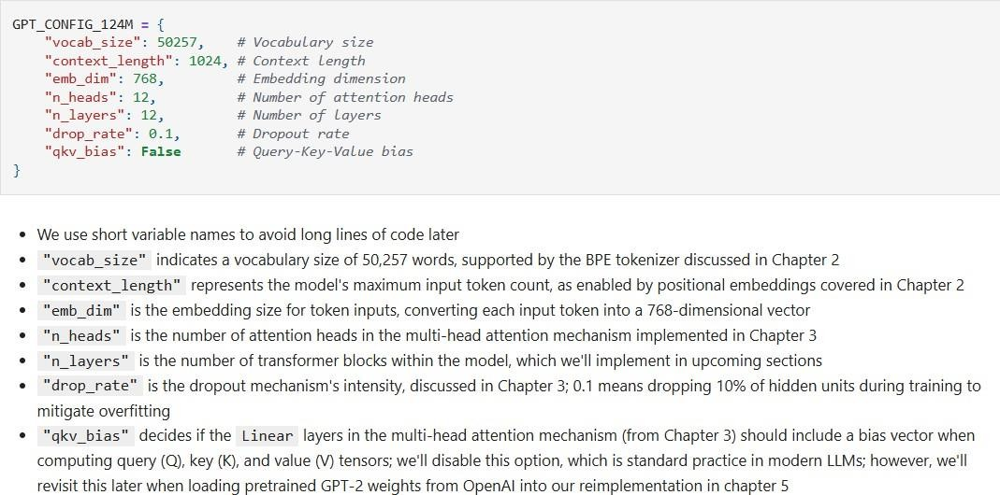 GPT_CONFIG_124M = {
    "vocab_size": 50257,    # Vocabulary size
    "context_length": 1024, # Context length
    "emb_dim": 768,         # Embedding dimension
    "n_heads": 12,          # Number of attention heads
    "n_layers": 12,         # Number of layers
    "drop_rate": 0.1,       # Dropout rate
    "qkv_bias": False       # Query-Key-Value bias
}
• We use short variable names to avoid long lines of code later
• "vocab_size" indicates a vocabulary size of 50,257 words, supported by the BPE tokenizer discussed in Chapter 2
• "context_length" represents the model's maximum input token count, as enabled by positional embeddings covered in Chapter 2
• "emb_dim" is the embedding size for token inputs, converting each input token into a 768-dimensional vector
• "n_heads" is the number of attention heads in the multi-head attention mechanism implemented in Chapter 3
• "n_layers" is the number of transformer blocks within the model, which we'll implement in upcoming sections
• "drop_rate" is the dropout mechanism's intensity, discussed in Chapter 3; 0.1 means dropping 10% of hidden units during training to
mitigate overfitting
• "qkv_bias" decides if the Linear layers in the multi-head attention mechanism (from Chapter 3) should include a bias vector when
computing query (Q), key (K), and value (V) tensors; we'll disable this option, which is standard practice in modern LLMs; however, we'll
revisit this later when loading pretrained GPT-2 weights from OpenAI into our reimplementation in chapter 5